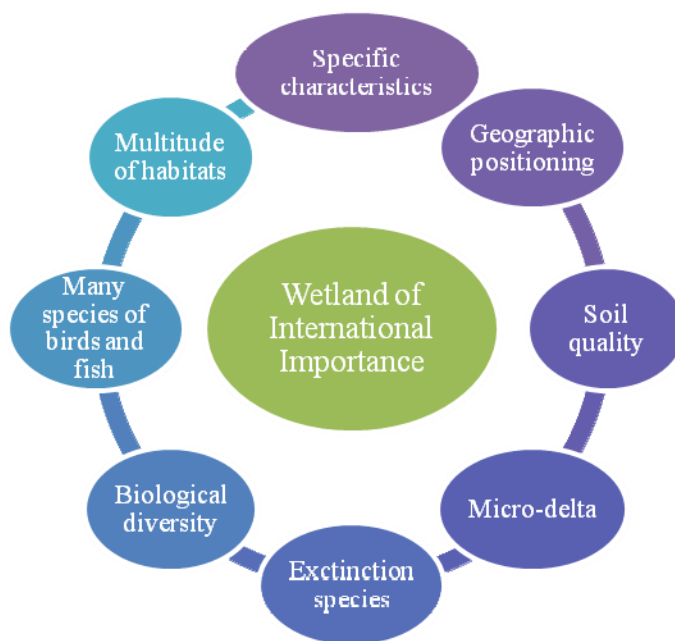 Specific
characteristics
Geographic
positioning
Soil
quality
Micro-delta
Exctinction
species
Biological
diversity
Many
species of
birds and
fish
Multitude
of habitats
Wetland of
International
Importance